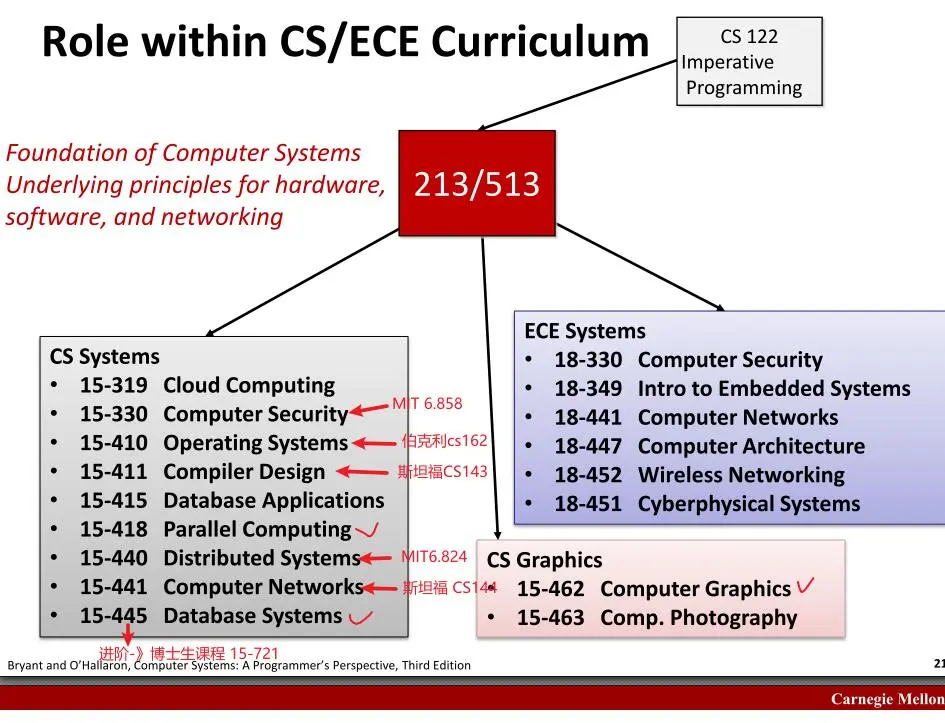 Role within CS/ECE Curriculum
CS 122
Imperative
Programming
Foundation of Computer Systems
Underlying principles for hardware,
software, and networking
213/513
CS Systems
• 15-319 Cloud Computing
• 15-330 Computer Security
MIT 6.858
• 15-410 Operating Systems
伯克利cs162
• 15-411 Compiler Design
斯坦福CS143
• 15-415 Database Applications
• 15-418 Parallel Computing
• 15-440 Distributed Systems
MIT6.824
• 15-441 Computer Networks
斯坦福 CS144
• 15-445 Database Systems
进阶-》博士生课程 15-721
ECE Systems
• 18-330 Computer Security
• 18-349 Intro to Embedded Systems
• 18-441 Computer Networks
• 18-447 Computer Architecture
• 18-452 Wireless Networking
• 18-451 Cyberphysical Systems
CS Graphics
• 15-462 Computer Graphics
• 15-463 Comp. Photography
Bryant and O'Hallaron, Computer Systems: A Programmer's Perspective, Third Edition
21
Carnegie Mellon